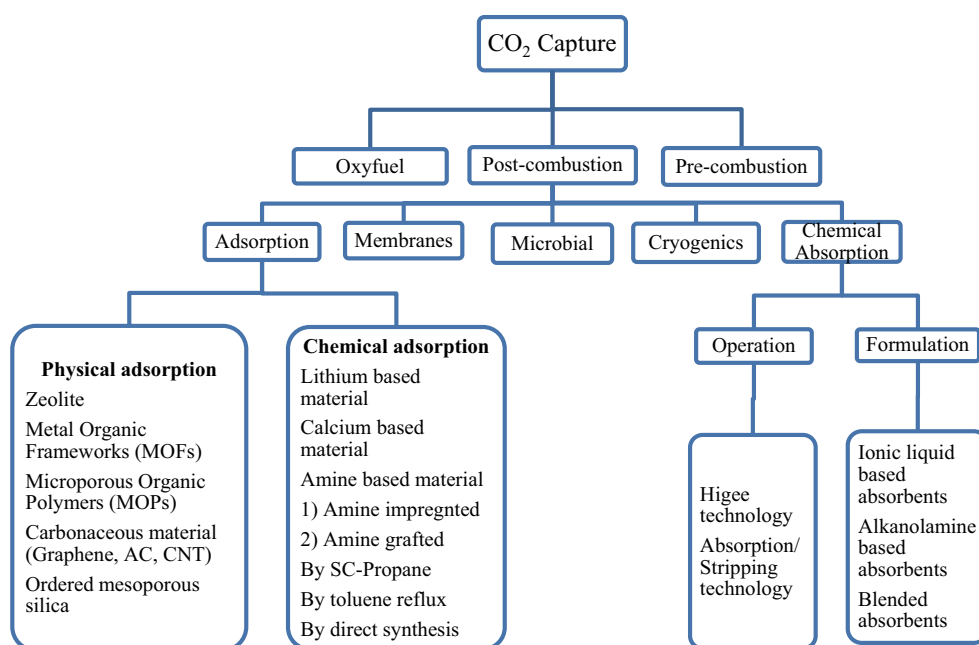 CO₂ Capture
Oxyfuel
Post-combustion
Pre-combustion
Adsorption
Membranes
Microbial
Cryogenics
Chemical
Absorption
Physical adsorption
Zeolite
Metal Organic
Frameworks (MOFs)
Microporous Organic
Polymers (MOPs)
Carbonaceous material
(Graphene, AC, CNT)
Ordered mesoporous
silica
Chemical adsorption
Lithium based
material
Calcium based
material
Amine based material
1) Amine impregnted
2) Amine grafted
By SC-Propane
By toluene reflux
By direct synthesis
Operation
Formulation
Higee
technology
Absorption/
Stripping
technology
Ionic liquid
based
absorbents
Alkanolamine
based
absorbents
Blended
absorbents